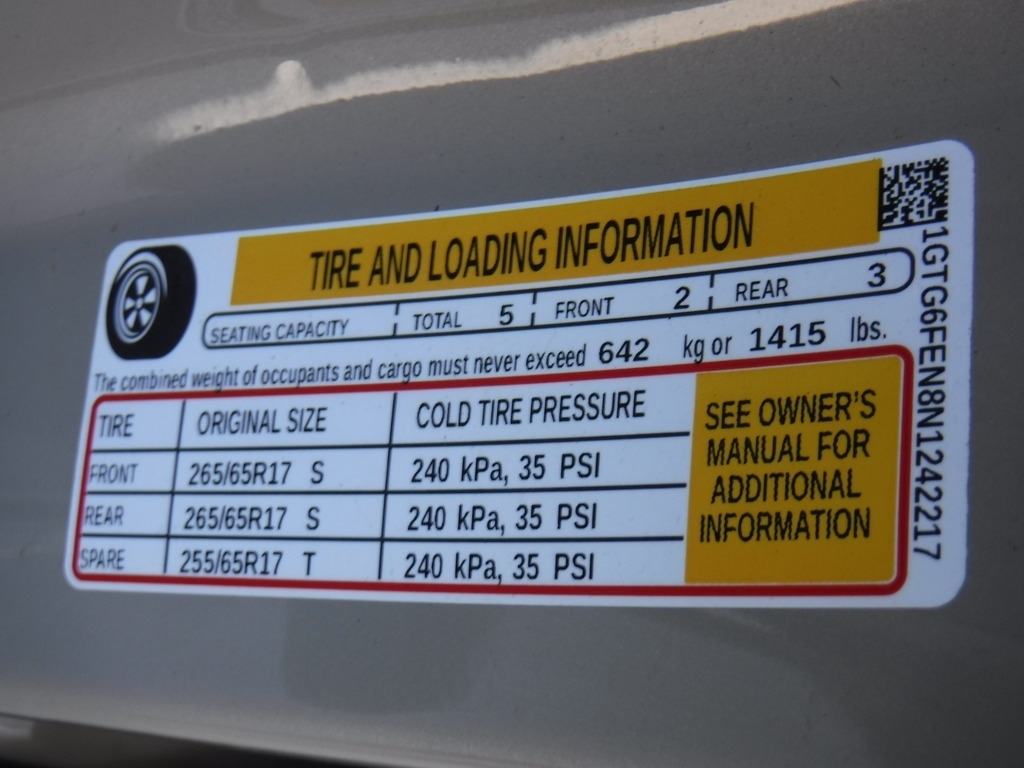 TIRE AND LOADING INFORMATION
SEATING CAPACITY TOTAL 5 FRONT 2 REAR 3
The combined weight of occupants and cargo must never exceed 642 kg or 1415 lbs.
TIRE ORIGINAL SIZE COLD TIRE PRESSURE
FRONT 265/65R17 S 240 kPa, 35 PSI
REAR 265/65R17 S 240 kPa, 35 PSI
SPARE 255/65R17 T 240 kPa, 35 PSI
SEE OWNER'S
MANUAL FOR
ADDITIONAL
INFORMATION
1GTG6FEN8N1242217